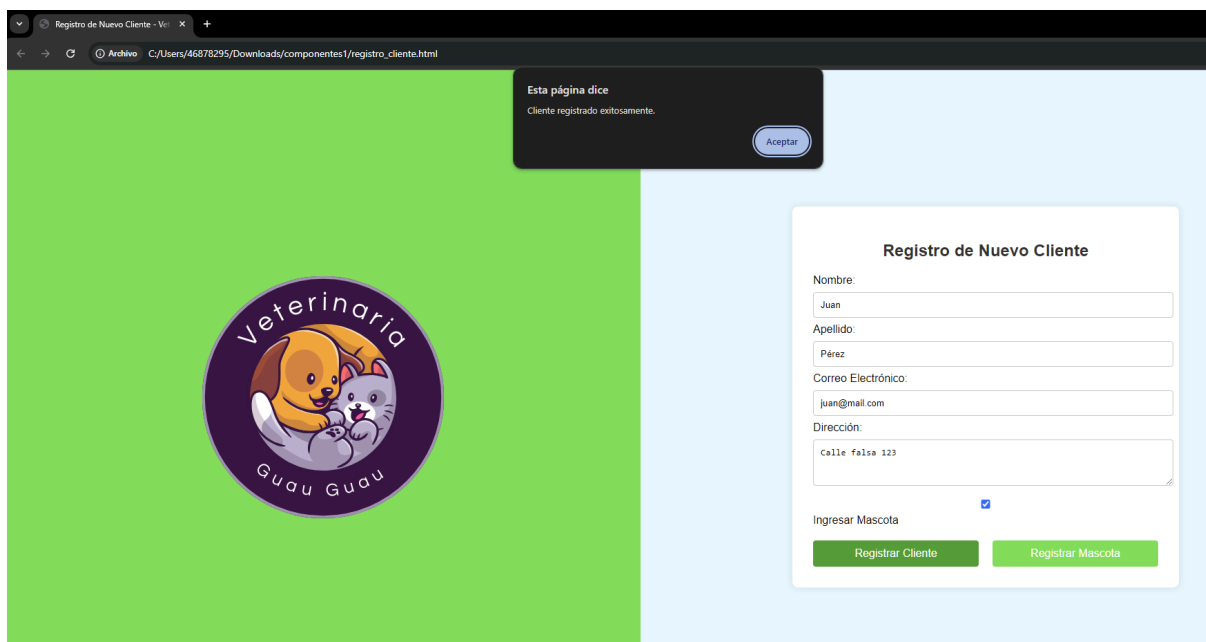 Registro de Nuevo Cliente - Vet
Archivo C:/Users/46878295/Downloads/componentes1/registro_cliente.html
Esta página dice
Cliente registrado exitosamente.
Aceptar
Veterinaria
Guau Guau
Registro de Nuevo Cliente
Nombre:
Juan
Apellido:
Pérez
Correo Electrónico:
juan@mail.com
Dirección:
Calle falsa 123
Ingresar Mascota
Registrar Cliente Registrar Mascota